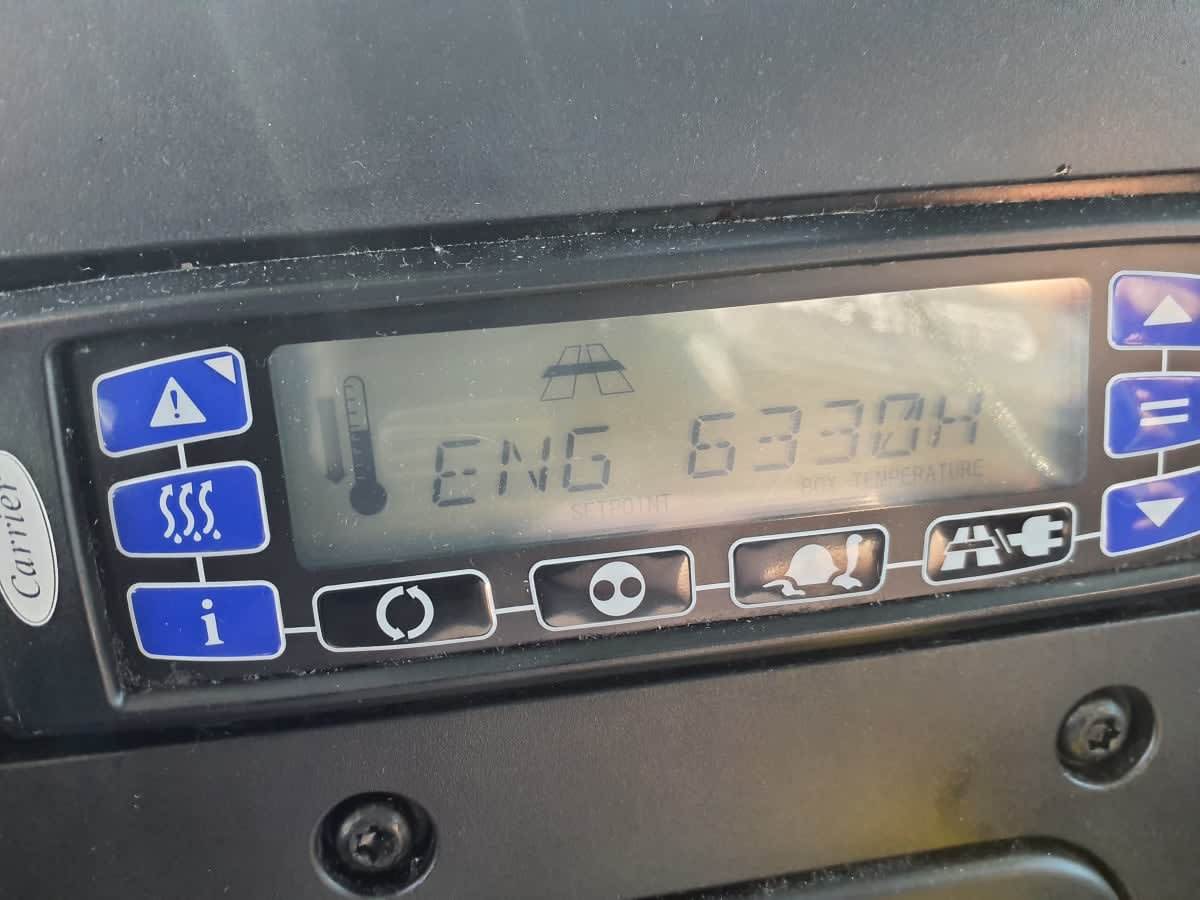 ENG 6330H
SETPOINT
BOX TEMPERATURE
i
Carrier